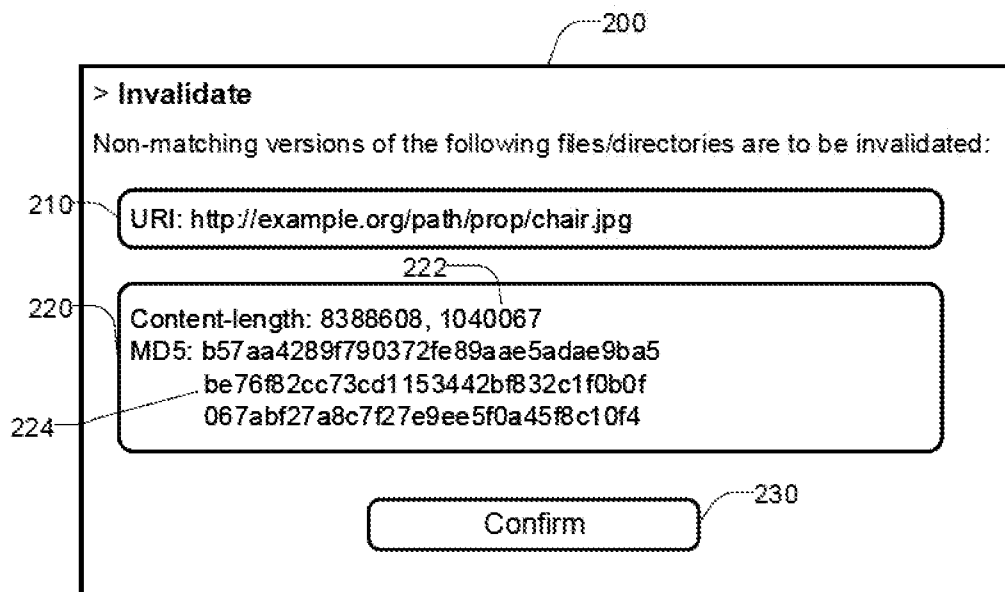 200
> Invalidate
Non-matching versions of the following files/directories are to be invalidated:
210
URI: http://example.org/path/prop/chair.jpg
222
220
Content-length: 8388608, 1040067
MD5: b57aa4289f790372fe89aae5adae9ba5
be76f82cc73cd1153442bf832c1f0b0f
067abf27a8c7f27e9ee5f0a45f8c10f4
224
230
Confirm